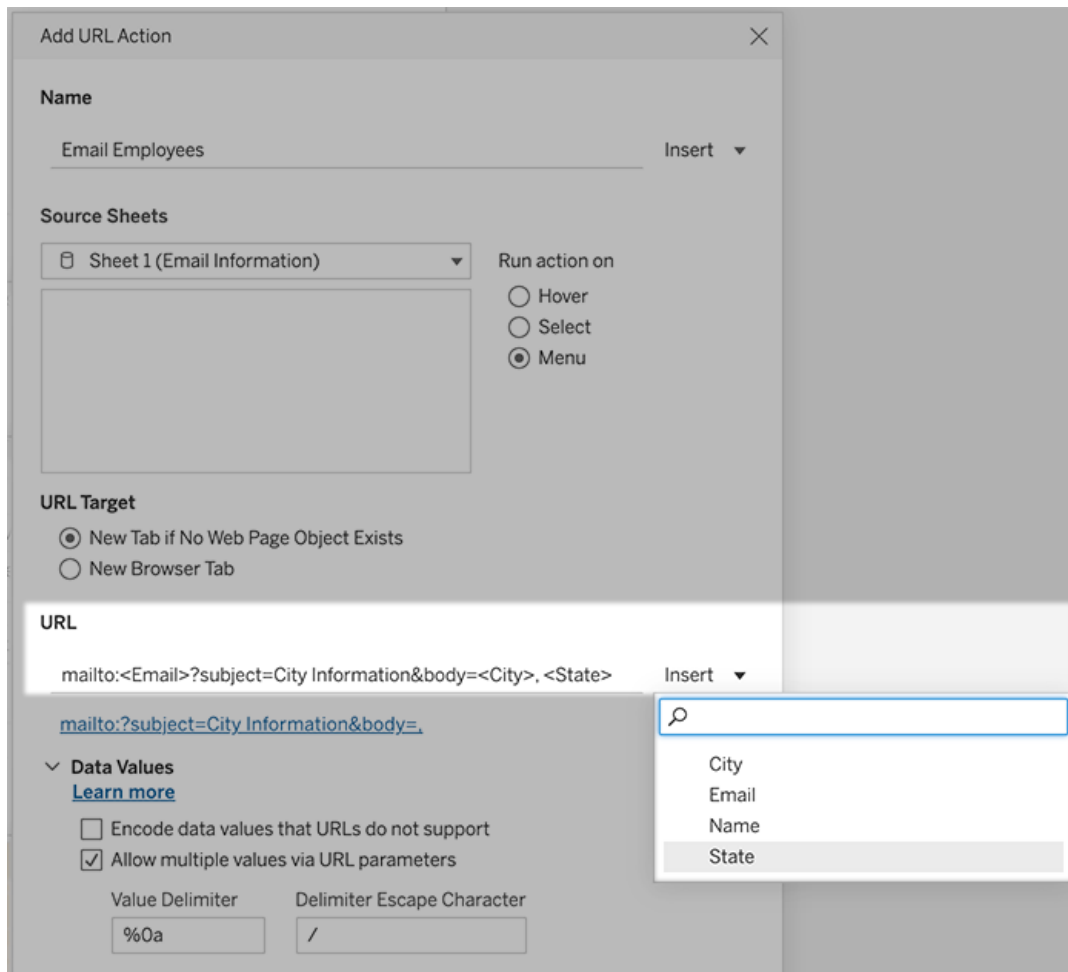 Add URL Action
Name
Email Employees Insert
Source Sheets
Sheet 1 (Email Information) Run action on
Hover
Select
Menu
URL Target
New Tab if No Web Page Object Exists
New Browser Tab
URL
mailto:<Email>?subject=City Information&body=<City>, <State> Insert
mailto:?subject=City Information&body=,
Data Values
Learn more
City
Email
Name
State
Encode data values that URLs do not support
Allow multiple values via URL parameters
Value Delimiter Delimiter Escape Character
%0a /